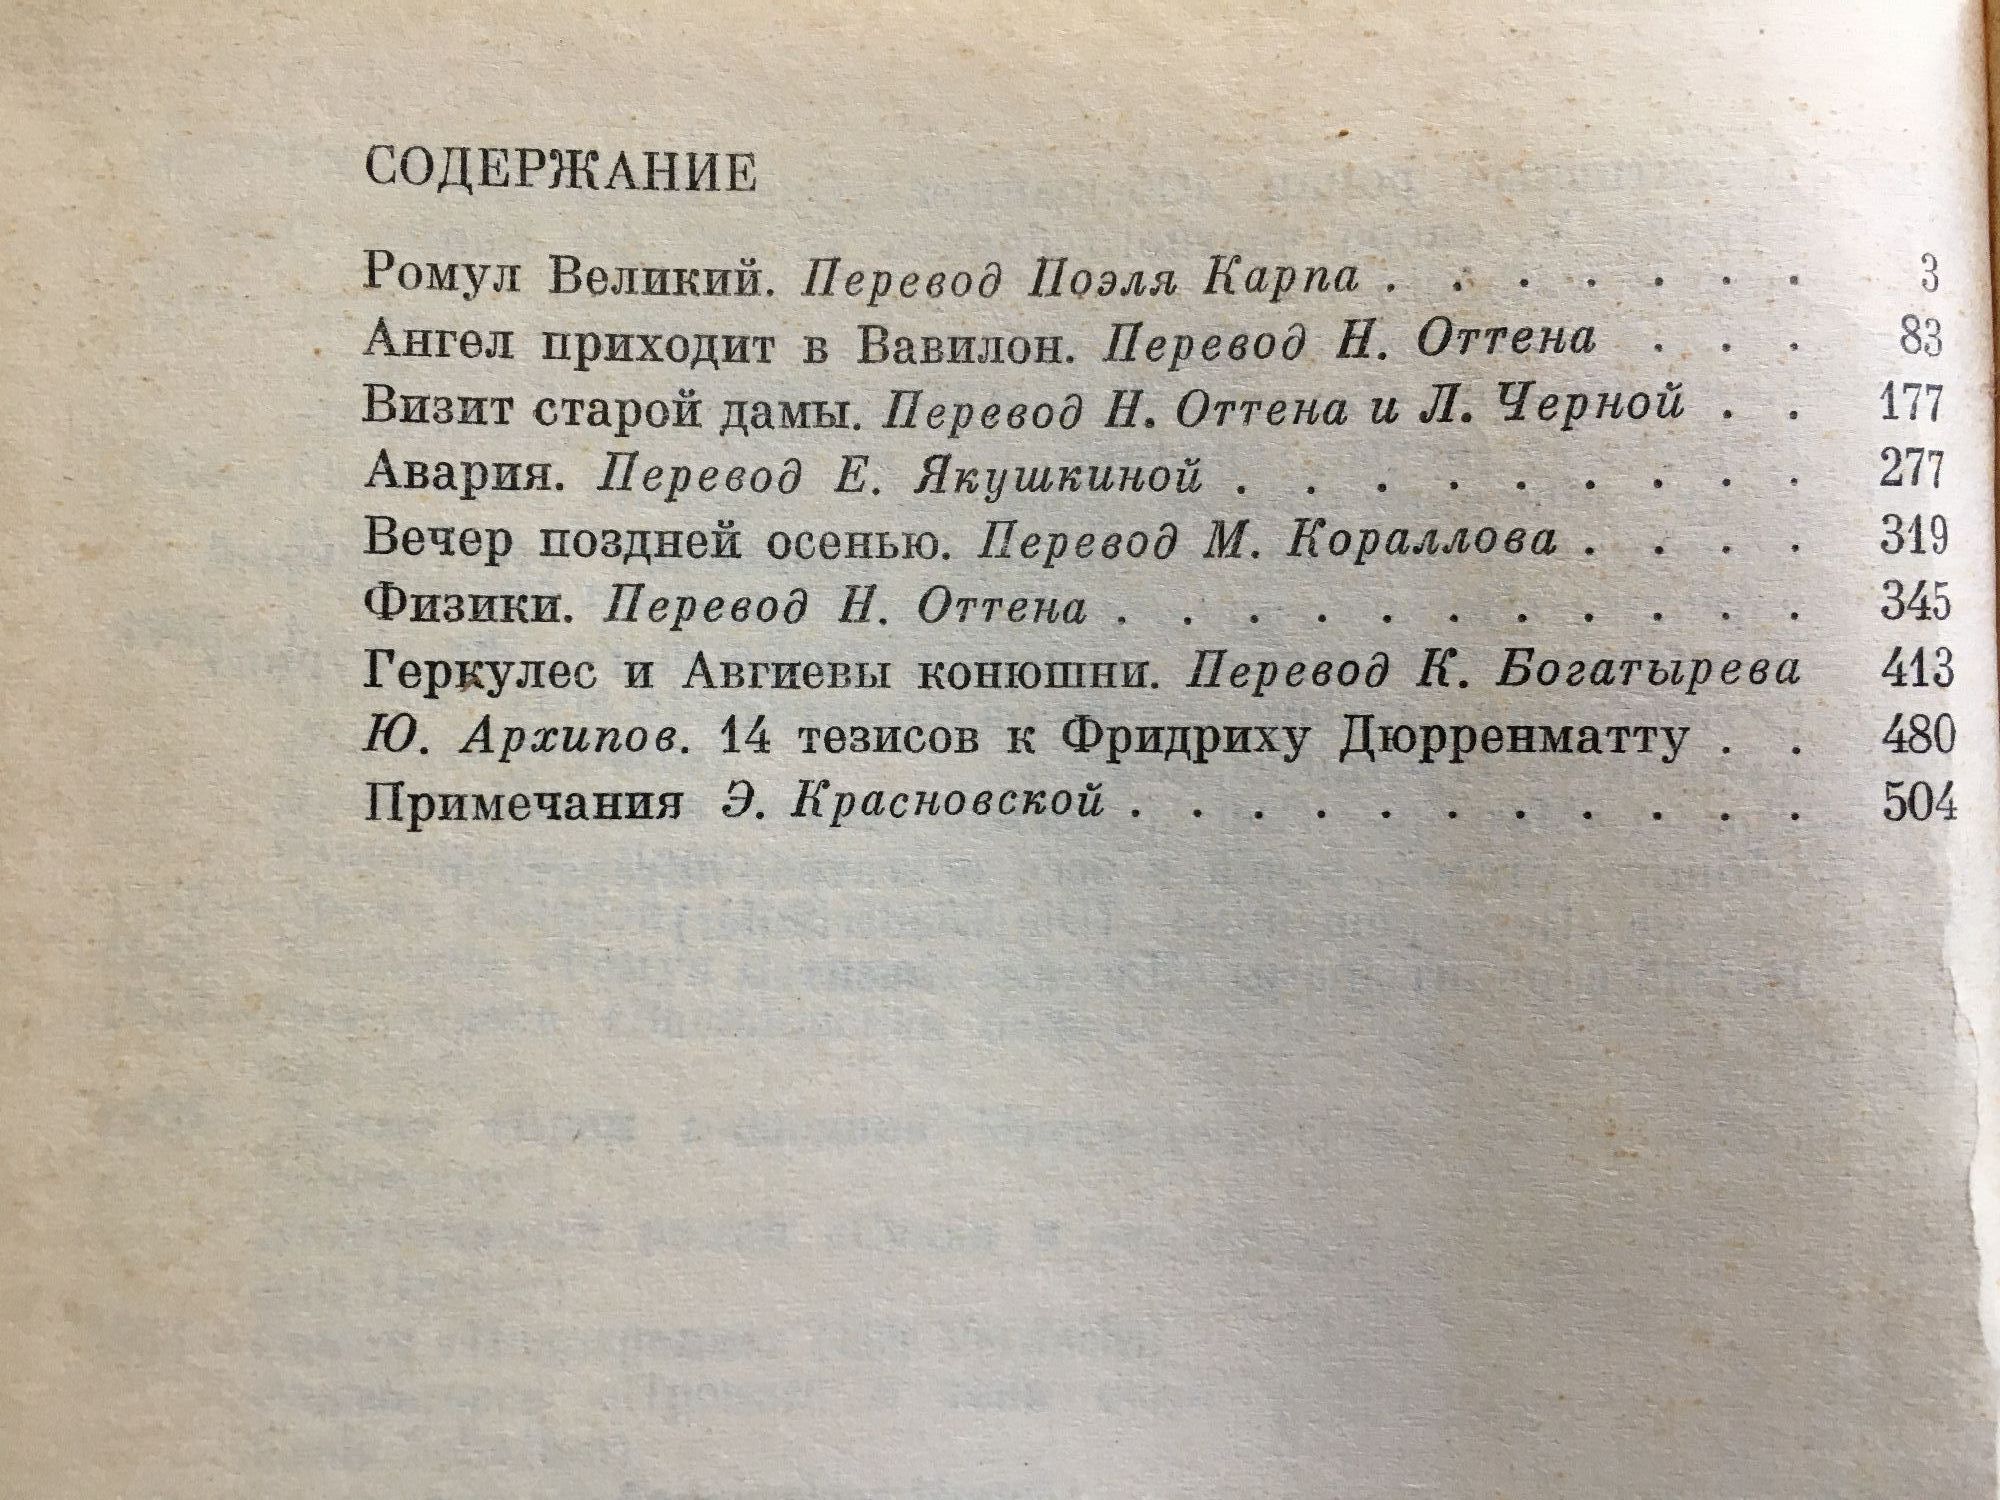 СОДЕРЖАНИЕ
Ромул Великий. Перевод Поэля Карпа . . . . . . . 3
Ангел приходит в Вавилон. Перевод Н. Оттена . . . 83
Визит старой дамы. Перевод Н. Оттена и Л. Черной . . 177
Авария. Перевод Е. Якушкиной . . . . . . . . . 277
Вечер поздней осенью. Перевод М. Кораллова . . . . 319
Физики. Перевод Н. Оттена . . . . . . . . . . . 345
Геркулес и Авгиевы конюшни. Перевод К. Богатырева 413
Ю. Архипов. 14 тезисов к Фридриху Дюрренматту . . 480
Примечания Э. Красновской . . . . . . . . . . . 504